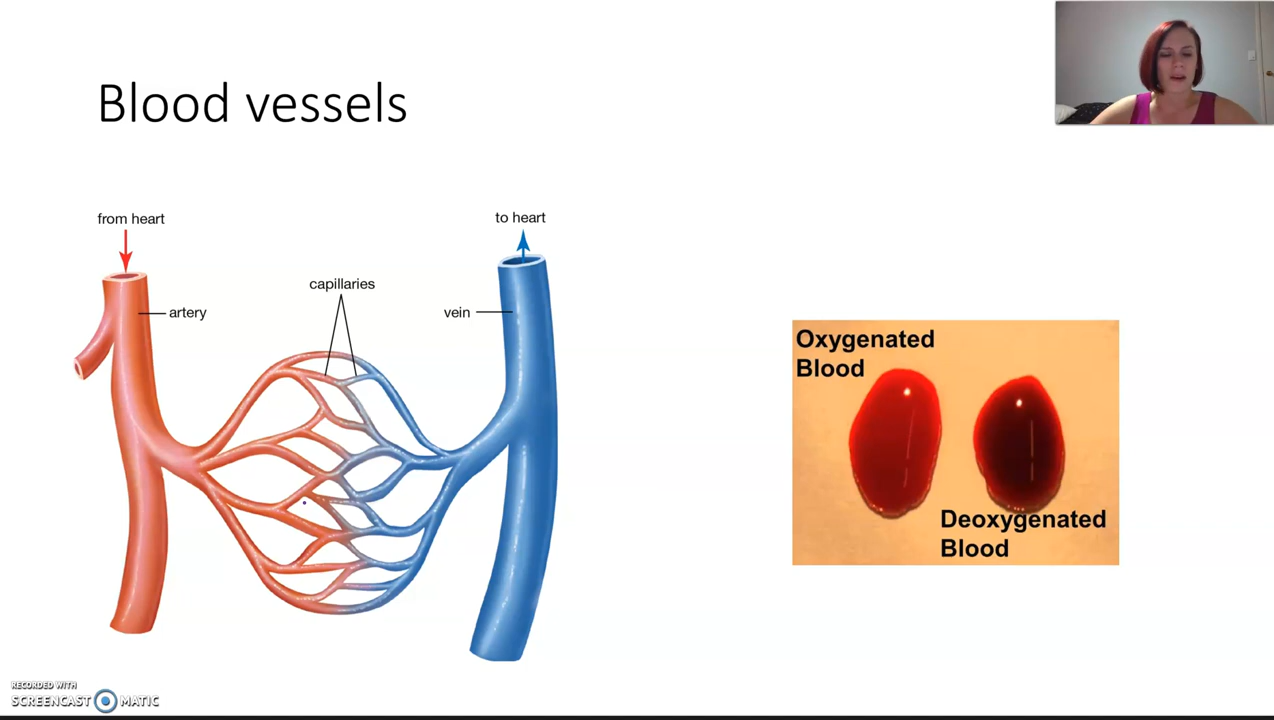 Blood vessels
from heart
to heart
capillaries
artery
vein
Oxygenated
Blood
Deoxygenated
Blood
RECORDED WITH
SCREENCAST MATIC